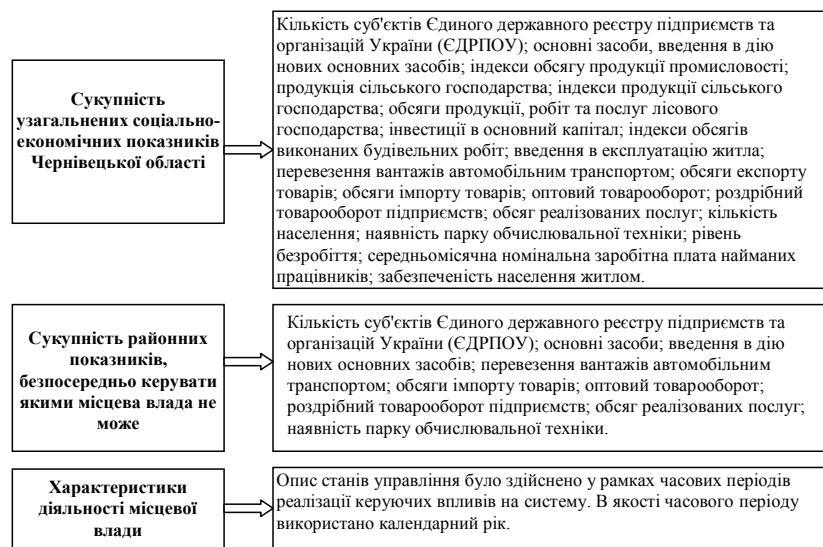 Сукупність
узагальнених соціально-
економічних показників
Чернівецької області
Кількість суб'єктів Єдиного державного реєстру підприємств та
організацій України (ЄДРПОУ); основні засоби, введення в дію
нових основних засобів; індекси обсягу продукції промисловості;
продукція сільського господарства; індекси продукції сільського
господарства; обсяги продукції, робіт та послуг лісового
господарства; інвестиції в основний капітал; індекси обсягів
виконаних будівельних робіт; введення в експлуатацію житла;
перевезення вантажів автомобільним транспортом; обсяги експорту
товарів; обсяги імпорту товарів; оптовий товарооборот; роздрібний
товарооборот підприємств; обсяг реалізованих послуг; кількість
населення; наявність парку обчислювальної техніки; рівень
безробіття; середньомісячна номінальна заробітна плата найманих
працівників; забезпеченість населення житлом.
Сукупність районних
показників,
безпосередньо керувати
якими місцева влада не
може
Кількість суб'єктів Єдиного державного реєстру підприємств та
організацій України (ЄДРПОУ); основні засоби; введення в дію
нових основних засобів; перевезення вантажів автомобільним
транспортом; обсяги імпорту товарів; оптовий товарооборот;
роздрібний товарооборот підприємств; обсяг реалізованих послуг;
наявність парку обчислювальної техніки.
Характеристики
діяльності місцевої
влади
Опис станів управління було здійснено у рамках часових періодів
реалізації керуючих впливів на систему. В якості часового періоду
використано календарний рік.